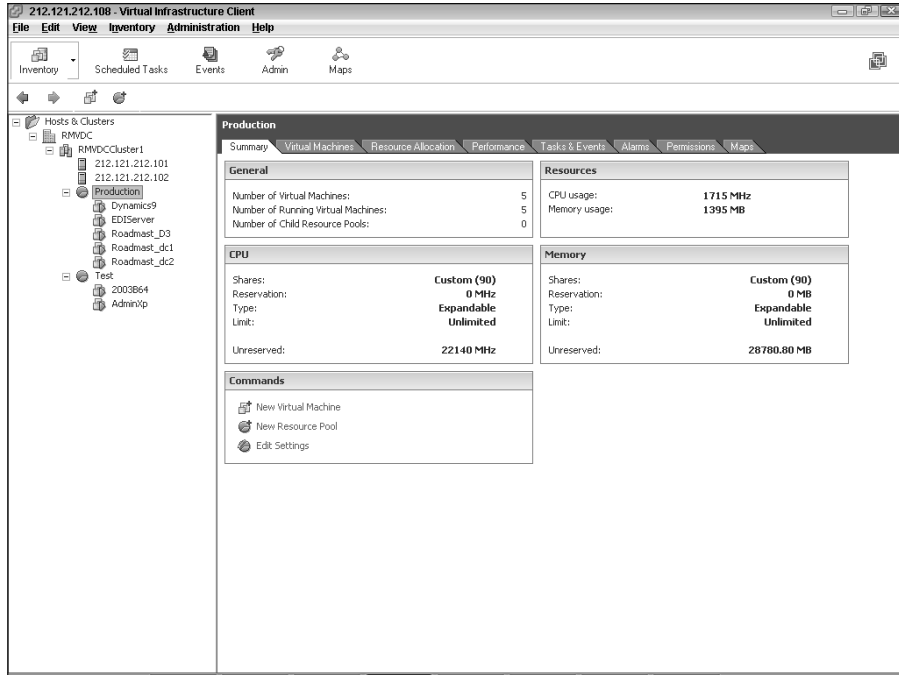 212.121.212.108 - Virtual Infrastructure Client
File Edit View Inventory Administration Help
Inventory Scheduled Tasks Events Admin Maps
Hosts & Clusters
RMVDC
RMVDCCluster1
212.121.212.101
212.121.212.102
Production
Dynamics9
EDIServer
Roadmast_D3
Roadmast_dc1
Roadmast_dc2
Test
2003B64
AdminXp
Production
Summary Virtual Machines Resource Allocation Performance Tasks & Events Alarms Permissions Maps
General
Number of Virtual Machines: 5
Number of Running Virtual Machines: 5
Number of Child Resource Pools: 0
Resources
CPU usage: 1715 MHz
Memory usage: 1395 MB
CPU
Shares: Custom (90)
Reservation: 0 MHz
Type: Expandable
Limit: Unlimited
Unreserved: 22140 MHz
Memory
Shares: Custom (90)
Reservation: 0 MB
Type: Expandable
Limit: Unlimited
Unreserved: 28780.80 MB
Commands
New Virtual Machine
New Resource Pool
Edit Settings